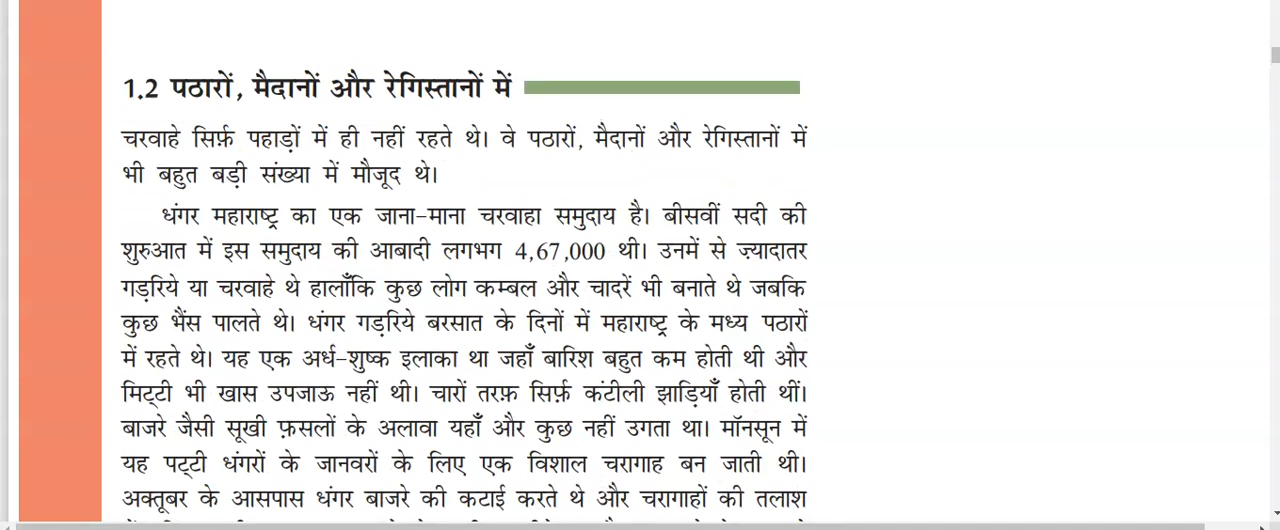 1.2 पठारों, मैदानों और रेगिस्तानों में
चरवाहे सिर्फ़ पहाड़ों में ही नहीं रहते थे। वे पठारों, मैदानों और रेगिस्तानों में
भी बहुत बड़ी संख्या में मौजूद थे।
धंगर महाराष्ट्र का एक जाना-माना चरवाहा समुदाय है। बीसवीं सदी की
शुरुआत में इस समुदाय की आबादी लगभग 4,67,000 थी। उनमें से ज्यादातर
गड़रिये या चरवाहे थे हालाँकि कुछ लोग कम्बल और चादरें भी बनाते थे जबकि
कुछ भैंस पालते थे। धंगर गड़रिये बरसात के दिनों में महाराष्ट्र के मध्य पठारों
में रहते थे। यह एक अर्ध-शुष्क इलाका था जहाँ बारिश बहुत कम होती थी और
मिट्टी भी खास उपजाऊ नहीं थी। चारों तरफ़ सिर्फ़ कंटीली झाड़ियाँ होती थीं।
बाजरे जैसी सूखी फ़सलों के अलावा यहाँ और कुछ नहीं उगता था। मॉनसून में
यह पट्टी धंगरों के जानवरों के लिए एक विशाल चरागाह बन जाती थी।
अक्तूबर के आसपास धंगर बाजरे की कटाई करते थे और चरागाहों की तलाश